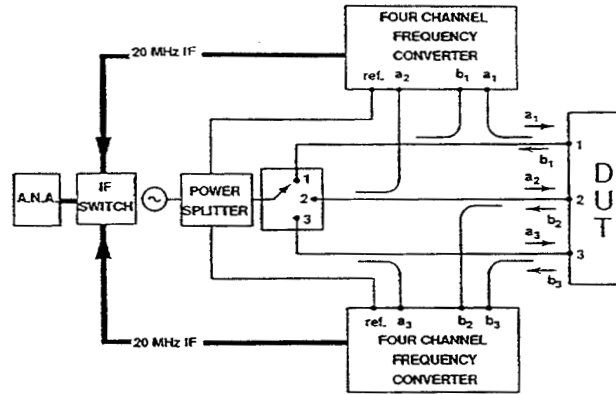 FOUR CHANNEL
FREQUENCY
CONVERTER
20 MHz IF
ref. a2 b1 a1
a1
1
b1
D
U
T
A.N.A.
IF
SWITCH
POWER
SPLITTER
1
2
3
a2
2
b2
a3
3
b3
ref. a3 b2 b3
20 MHz IF
FOUR CHANNEL
FREQUENCY
CONVERTER